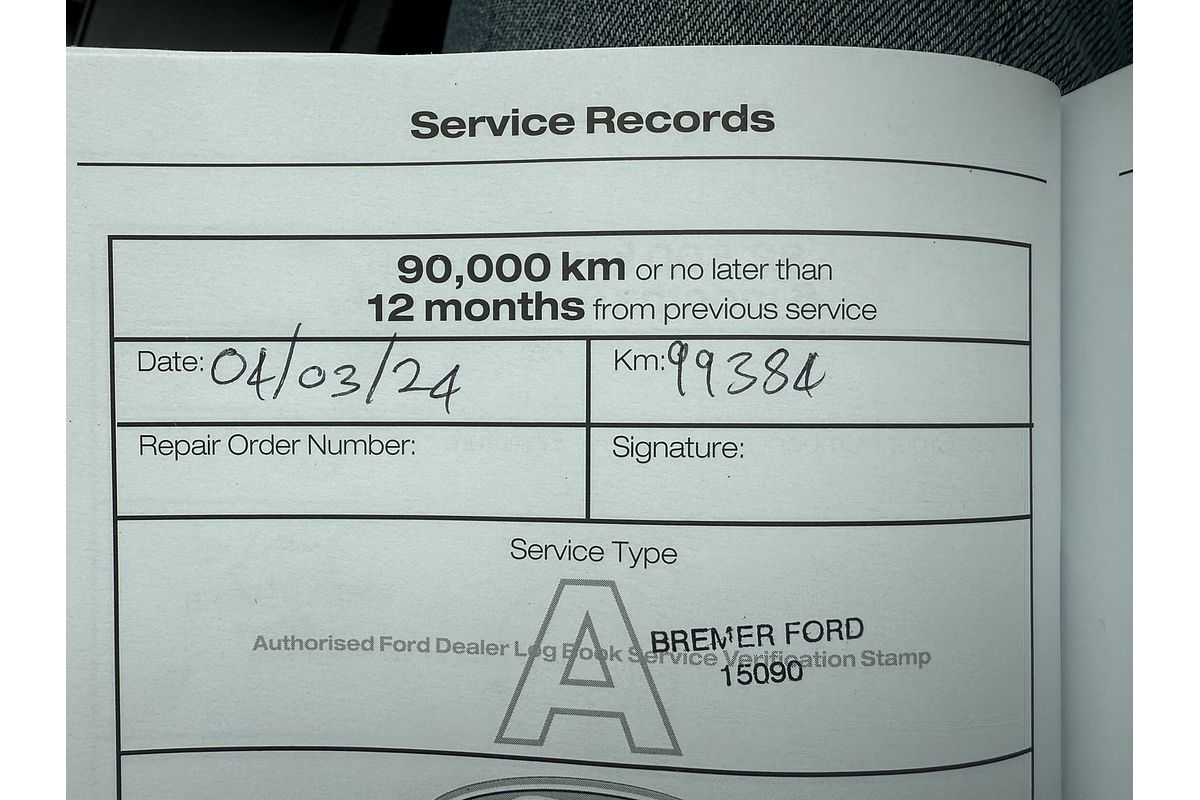 Service Records
90,000 km or no later than
12 months from previous service
Date: 04/03/24
Km: 99384
Repair Order Number:
Signature:
Service Type
A
Authorised Ford Dealer Log Book Service Verification Stamp
BREMER FORD
15090